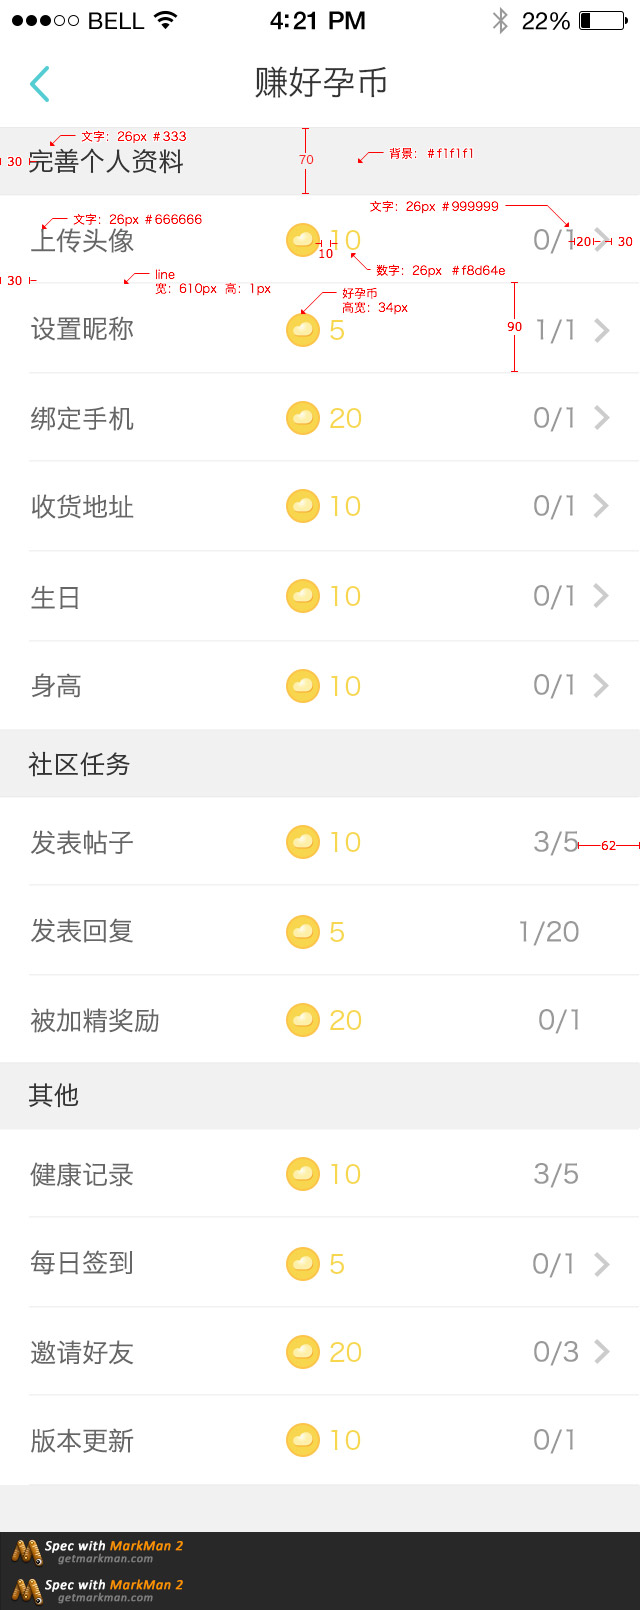 BELL 4:21 PM 22%
赚好孕币
文字：26px #333
30 完善个人资料 70 背景：#f1f1f1
文字：26px #666666 文字：26px #999999
上传头像 10 0/1 20 30
10 数字：26px #f8d64e
30 line
宽：610px 高：1px
好孕币
高宽：34px
设置昵称 5 90 1/1
绑定手机 20 0/1
收货地址 10 0/1
生日 10 0/1
身高 10 0/1
社区任务
发表帖子 10 3/5 62
发表回复 5 1/20
被加精奖励 20 0/1
其他
健康记录 10 3/5
每日签到 5 0/1
邀请好友 20 0/3
版本更新 10 0/1
Spec with MarkMan 2
getmarkman.com
Spec with MarkMan 2
getmarkman.com